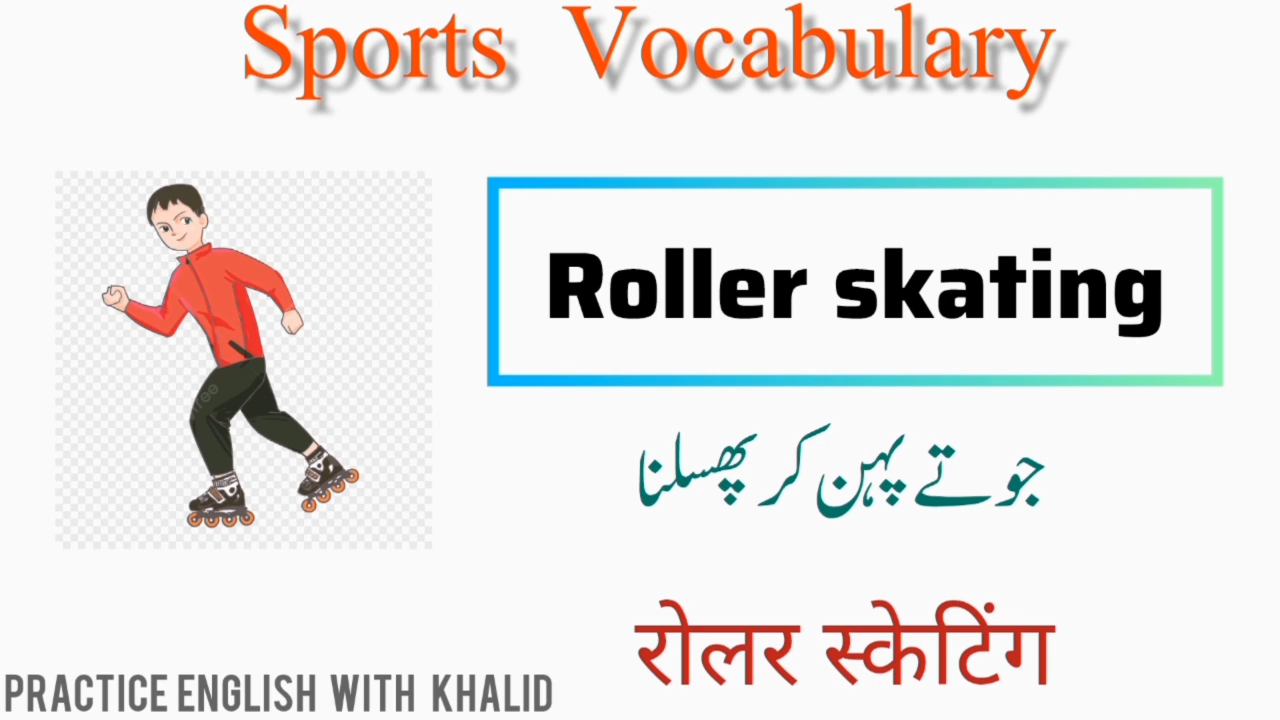 Sports Vocabulary
Roller skating
جوتے پہن کر پھسلنا
रोलर स्केटिंग
PRACTICE ENGLISH WITH KHALID